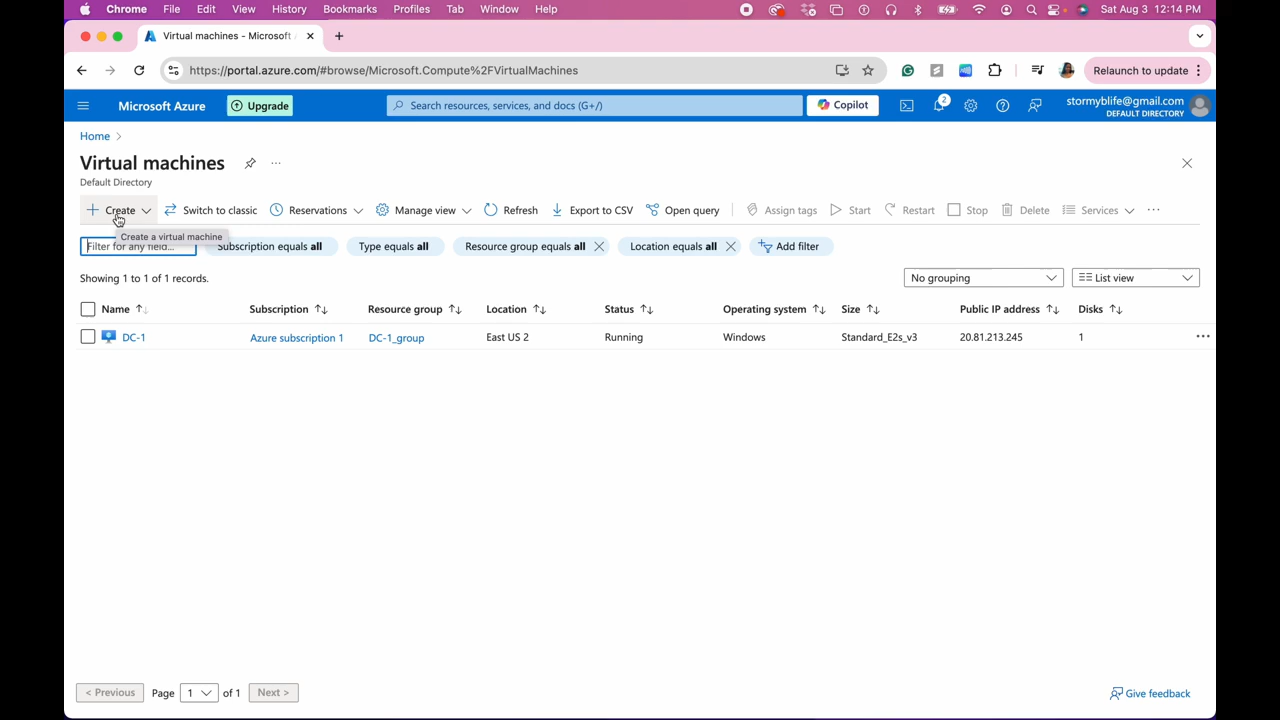 Chrome File Edit View History Bookmarks Profiles Tab Window Help Sat Aug 3 12:14 PM
Virtual machines - Microsoft A
https://portal.azure.com/#browse/Microsoft.Compute%2FVirtualMachines Relaunch to update
Microsoft Azure Upgrade Search resources, services, and docs (G+/) Copilot 2 stormyblife@gmail.com
DEFAULT DIRECTORY
Home >
Virtual machines ...
Default Directory
+ Create Switch to classic Reservations Manage view Refresh Export to CSV Open query Assign tags Start Restart Stop Delete Services ...
Create a virtual machine
Filter for any field... Subscription equals all Type equals all Resource group equals all Location equals all Add filter
Showing 1 to 1 of 1 records. No grouping List view
Name Subscription Resource group Location Status Operating system Size Public IP address Disks
DC-1 Azure subscription 1 DC-1_group East US 2 Running Windows Standard_E2s_v3 20.81.213.245 1 ...
< Previous Page 1 of 1 Next > Give feedback